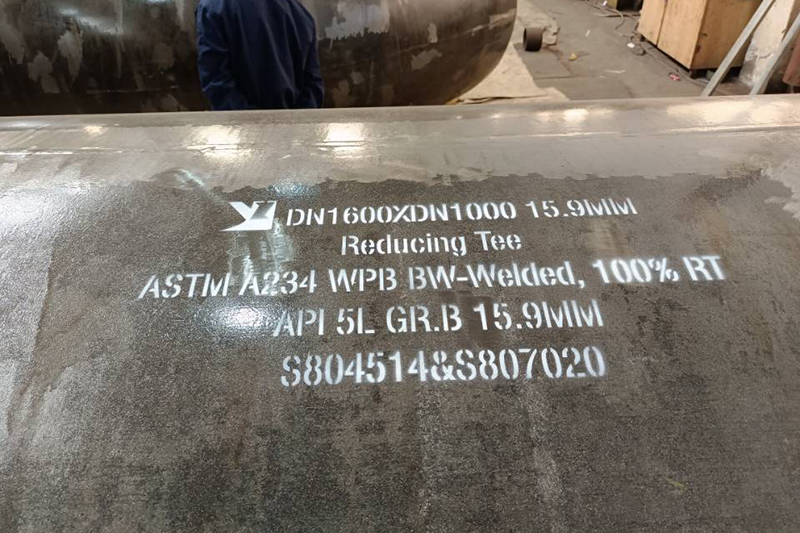 DN1600XDN1000 15.9MM
Reducing Tee
ASTM A234 WPB BW-Welded, 100% RT
API 5L GR.B 15.9MM
S804514&S807020